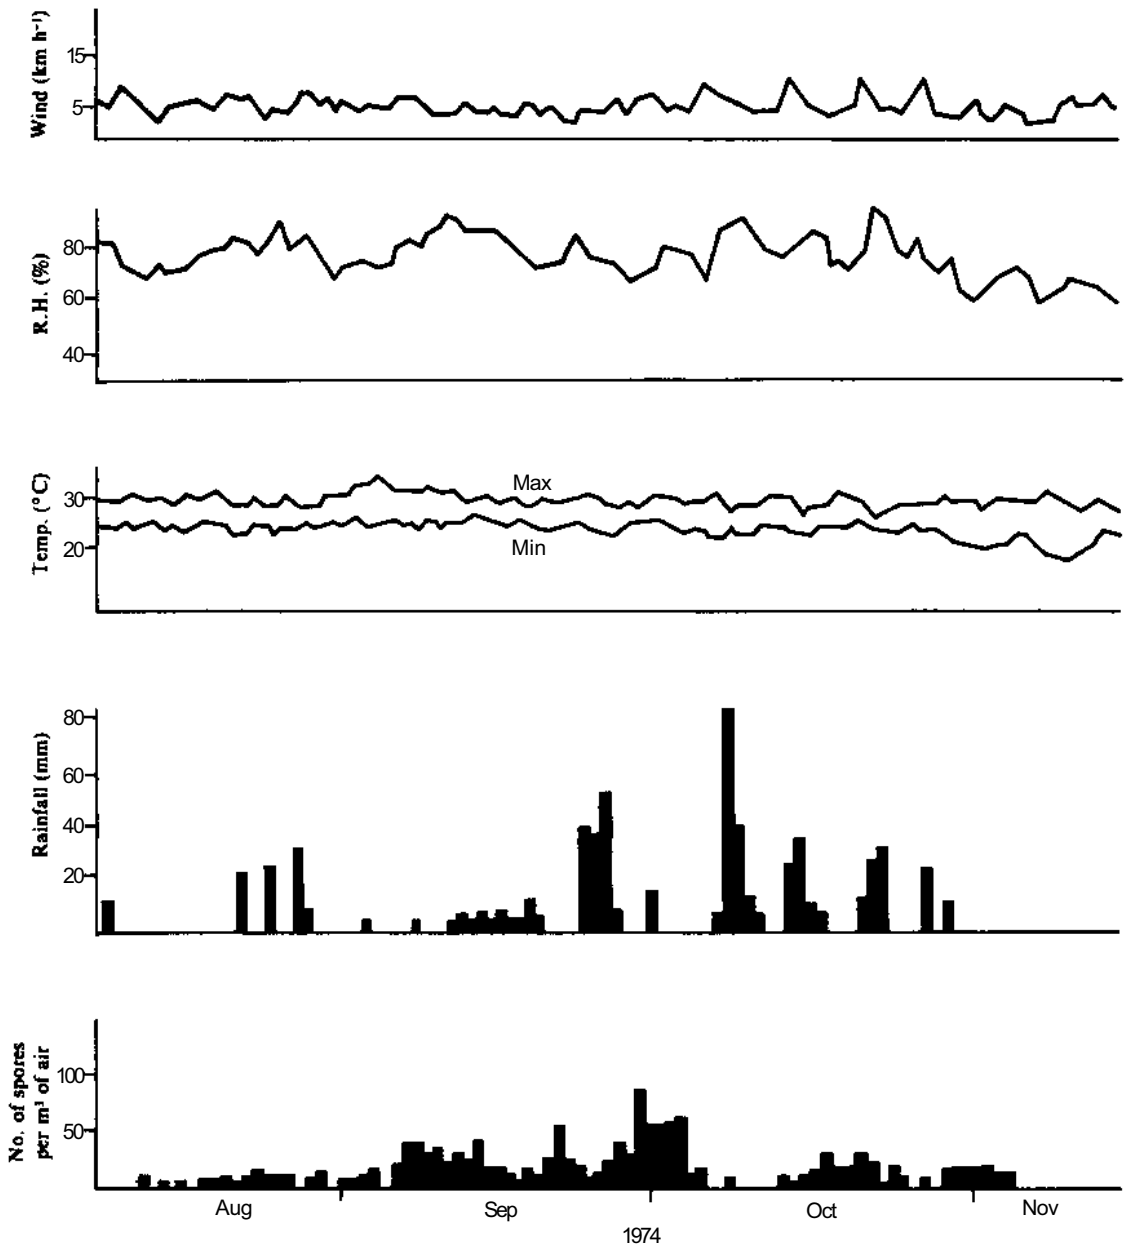 Wind (km h⁻¹)
15
5
R.H. (%)
80
60
40
Temp. (°C)
30
20
Max
Min
Rainfall (mm)
80
60
40
20
No. of spores
per m³ of air
100
50
Aug
Sep
Oct
Nov
1974